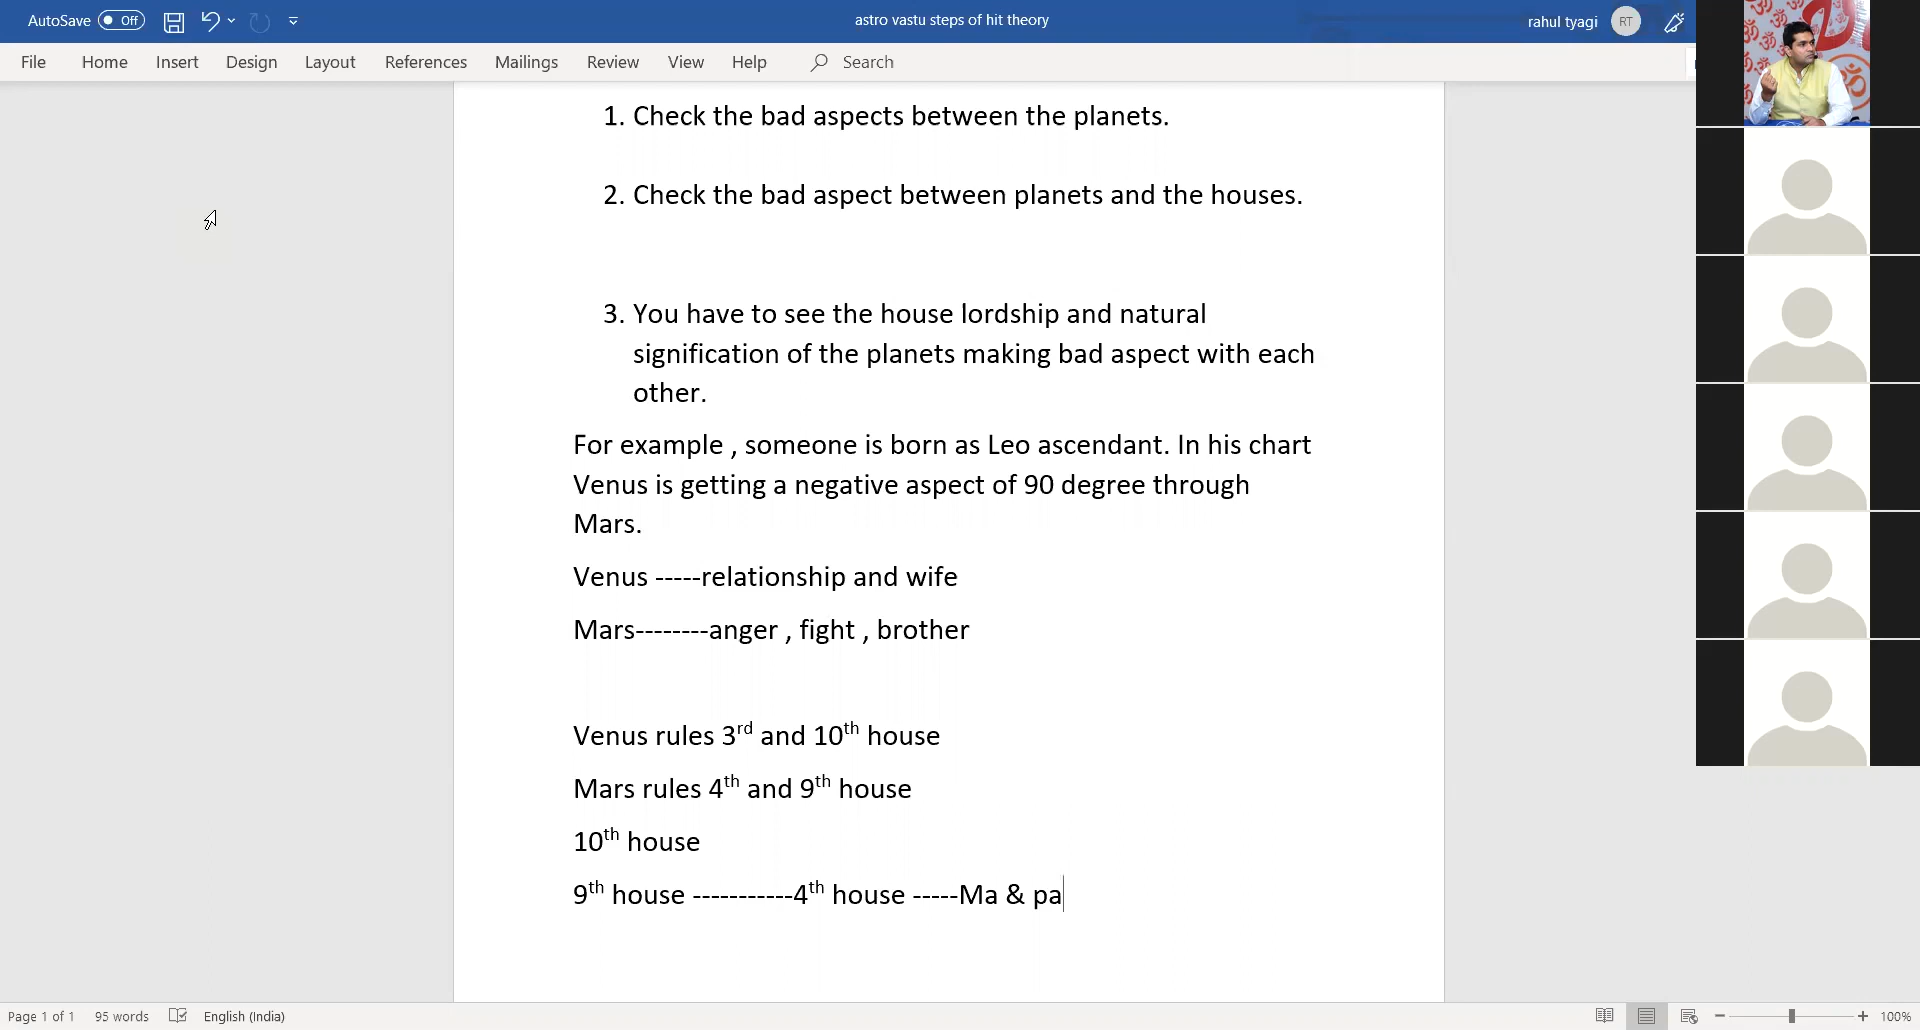 AutoSave Off astro vastu steps of hit theory rahul tyagi RT
File Home Insert Design Layout References Mailings Review View Help Search
1. Check the bad aspects between the planets.
2. Check the bad aspect between planets and the houses.
3. You have to see the house lordship and natural
signification of the planets making bad aspect with each
other.
For example , someone is born as Leo ascendant. In his chart
Venus is getting a negative aspect of 90 degree through
Mars.
Venus -----relationship and wife
Mars--------anger , fight , brother
Venus rules 3rd and 10th house
Mars rules 4th and 9th house
10th house
9th house -----------4th house -----Ma & pa
Page 1 of 1 95 words English (India) 100%